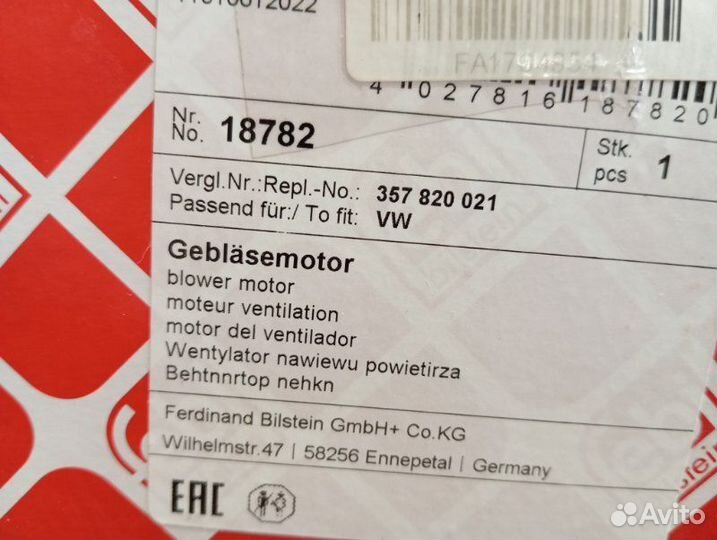 4 027816 187820
Nr.
No. 18782
Stk.
pcs 1
Vergl.Nr.:Repl.-No.: 357 820 021
Passend für:/ To fit: VW
Gebläsemotor
blower motor
moteur ventilation
motor del ventilador
Wentylator nawiewu powietirza
Behtnnrtop nehkn
Ferdinand Bilstein GmbH+ Co.KG
Wilhelmstr.47 | 58256 Ennepetal | Germany
EAC
Avito